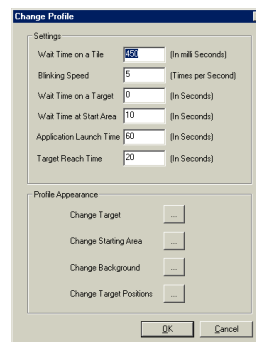 Change Profile
Settings
Wait Time on a Tile 450 (In milli Seconds)
Blinking Speed 5 (Times per Second)
Wait Time on a Target 0 (In Seconds)
Wait Time at Start Area 10 (In Seconds)
Application Launch Time 60 (In Seconds)
Target Reach Time 20 (In Seconds)
Profile Appearance
Change Target ...
Change Starting Area ...
Change Background ...
Change Target Positions ...
OK Cancel